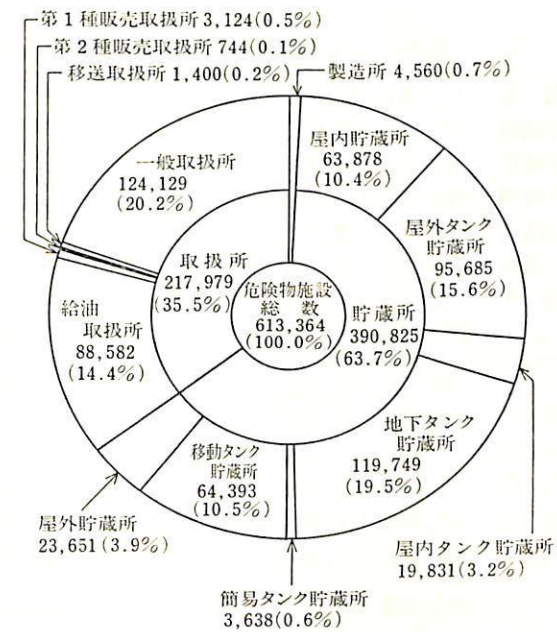 第1種販売取扱所 3,124(0.5%)
第2種販売取扱所 744(0.1%)
移送取扱所 1,400(0.2%)
製造所 4,560(0.7%)
屋内貯蔵所
63,878
(10.4%)
屋外タンク
貯蔵所
95,685
(15.6%)
屋内タンク貯蔵所
19,831(3.2%)
地下タンク
貯蔵所
119,749
(19.5%)
簡易タンク貯蔵所
3,638(0.6%)
移動タンク
貯蔵所
64,393
(10.5%)
屋外貯蔵所
23,651(3.9%)
給油
取扱所
88,582
(14.4%)
一般取扱所
124,129
(20.2%)
取扱所
217,979
(35.5%)
危険物施設
総数
613,364
(100.0%)
貯蔵所
390,825
(63.7%)